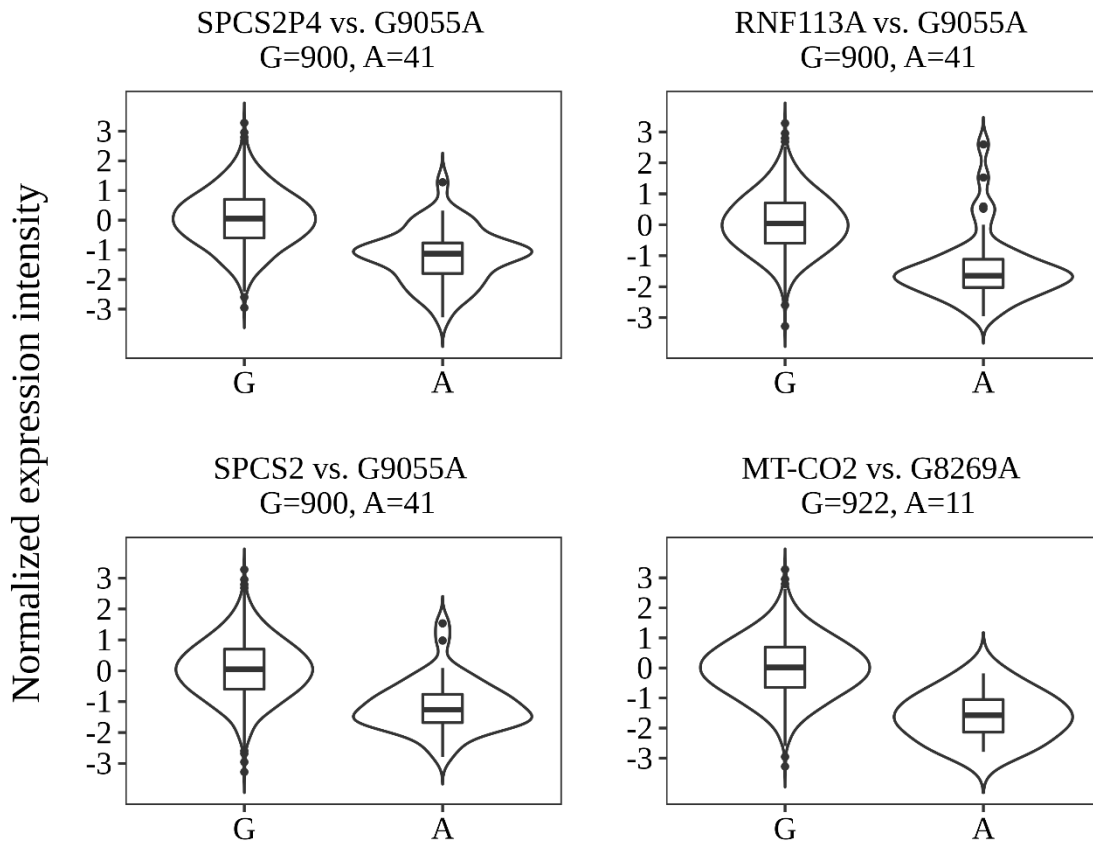 Normalized expression intensity
SPCS2P4 vs. G9055A
G=900, A=41
3
2
1
0
-1
-2
-3
G
A
RNF113A vs. G9055A
G=900, A=41
3
2
1
0
-1
-2
-3
G
A
SPCS2 vs. G9055A
G=900, A=41
3
2
1
0
-1
-2
-3
G
A
MT-CO2 vs. G8269A
G=922, A=11
3
2
1
0
-1
-2
-3
G
A